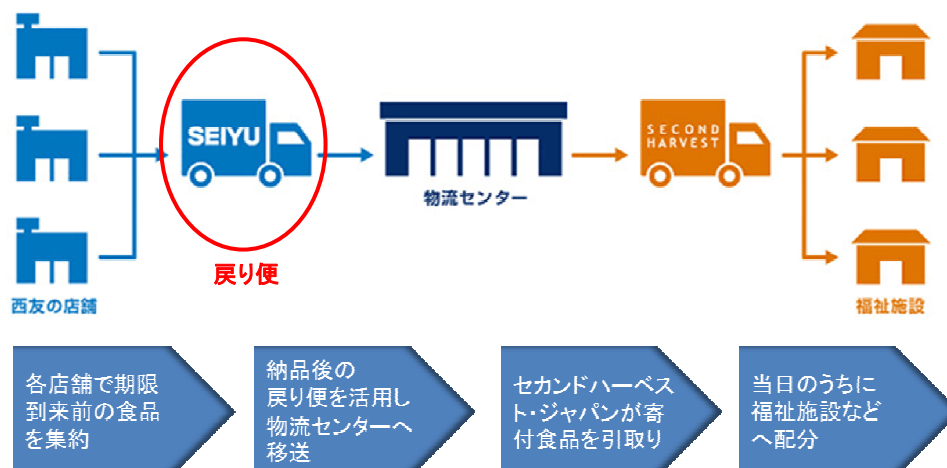 SEIYU
SECOND
HARVEST
物流センター
戻り便
西友の店舗
福祉施設
各店舗で期限
到来前の食品
を集約
納品後の
戻り便を活用し
物流センターへ
移送
セカンドハーベス
ト・ジャパンが寄
付食品を引取り
当日のうちに
福祉施設など
へ配分